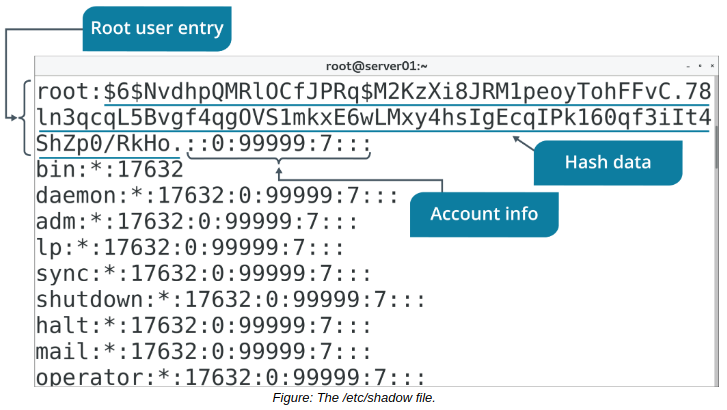 Root user entry
root@server01:~
root:$6$NvdhpQMRlOCfJPRq$M2KzXi8JRM1peoyTohFFvC.78
ln3qcqL5Bvgf4qgOVS1mkxE6wLMxy4hsIgEcqIPk160qf3iIt4
ShZp0/RkHo.::0:99999:7:::
Hash data
bin:*:17632
daemon:*:17632:0:99999:7:::
Account info
adm:*:17632:0:99999:7:::
lp:*:17632:0:99999:7:::
sync:*:17632:0:99999:7:::
shutdown:*:17632:0:99999:7:::
halt:*:17632:0:99999:7:::
mail:*:17632:0:99999:7:::
operator:*:17632:0:99999:7:::
Figure: The /etc/shadow file.